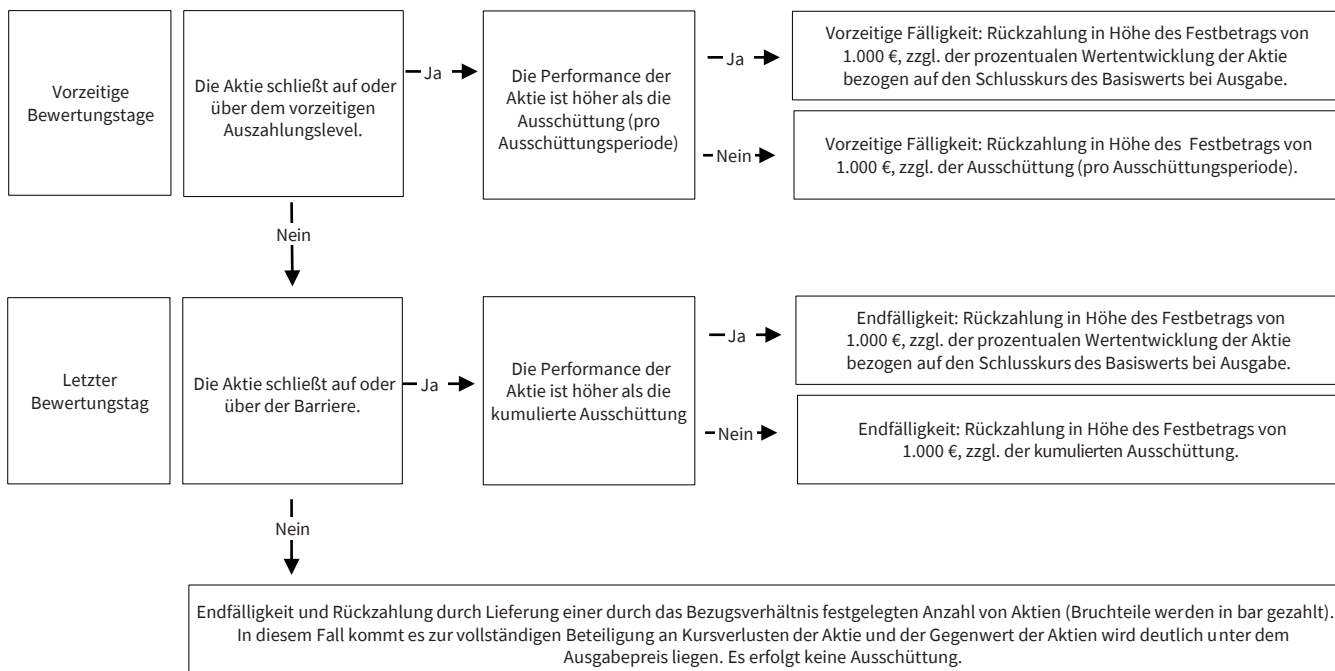 Vorzeitige
Bewertungstage
Die Aktie schließt auf oder
über dem vorzeitigen
Auszahlungslevel.
Ja
Die Performance der
Aktie ist höher als die
Ausschüttung (pro
Ausschüttungsperiode)
Ja
Vorzeitige Fälligkeit: Rückzahlung in Höhe des Festbetrags von
1.000 €, zzgl. der prozentualen Wertentwicklung der Aktie
bezogen auf den Schlusskurs des Basiswerts bei Ausgabe.
Nein
Vorzeitige Fälligkeit: Rückzahlung in Höhe des Festbetrags von
1.000 €, zzgl. der Ausschüttung (pro Ausschüttungsperiode).
Nein
Letzter
Bewertungstag
Die Aktie schließt auf oder
über der Barriere.
Ja
Die Performance der
Aktie ist höher als die
kumulierte Ausschüttung
Ja
Endfälligkeit: Rückzahlung in Höhe des Festbetrags von
1.000 €, zzgl. der prozentualen Wertentwicklung der Aktie
bezogen auf den Schlusskurs des Basiswerts bei Ausgabe.
Nein
Endfälligkeit: Rückzahlung in Höhe des Festbetrags von
1.000 €, zzgl. der kumulierten Ausschüttung.
Nein
Endfälligkeit und Rückzahlung durch Lieferung einer durch das Bezugsverhältnis festgelegten Anzahl von Aktien (Bruchteile werden in bar gezahlt).
In diesem Fall kommt es zur vollständigen Beteiligung an Kursverlusten der Aktie und der Gegenwert der Aktien wird deutlich unter dem
Ausgabepreis liegen. Es erfolgt keine Ausschüttung.